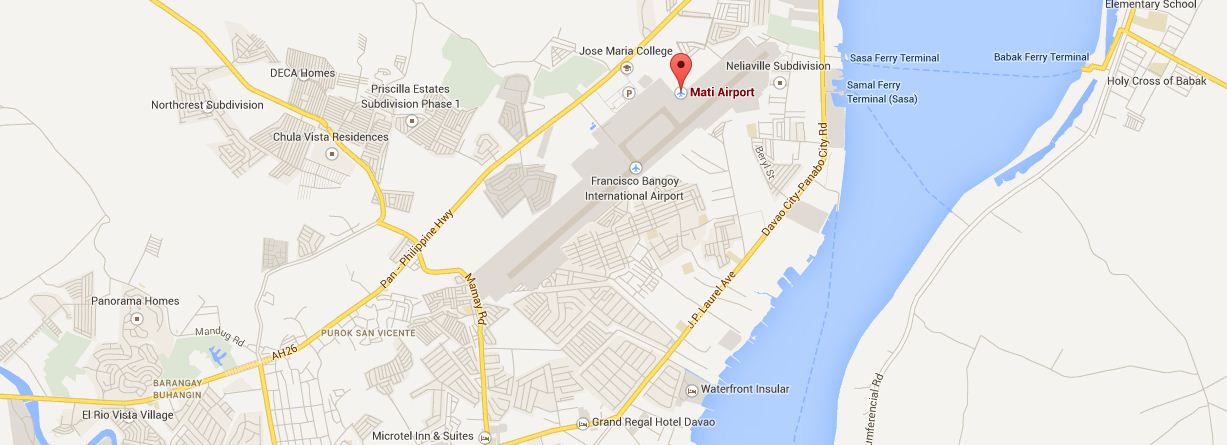 Elementary School
Jose Maria College
Sasa Ferry Terminal
Babak Ferry Terminal
Neliaville Subdivision
DECA Homes
Holy Cross of Babak
Priscilla Estates
Subdivision Phase 1
Mati Airport
Samal Ferry
Terminal (Sasa)
Northcrest Subdivision
Chula Vista Residences
P
Beryl St
Davao City-Panabo City Rd
Francisco Bangoy
International Airport
Pan - Philippine Hwy
Mamay Rd
J.P. Laurel Ave
Panorama Homes
Mandug Rd
PUROK SAN VICENTE
AH26
BARANGAY
BUHANGIN
Waterfront Insular
El Rio Vista Village
Grand Regal Hotel Davao
Microtel Inn & Suites
umferencial Rd